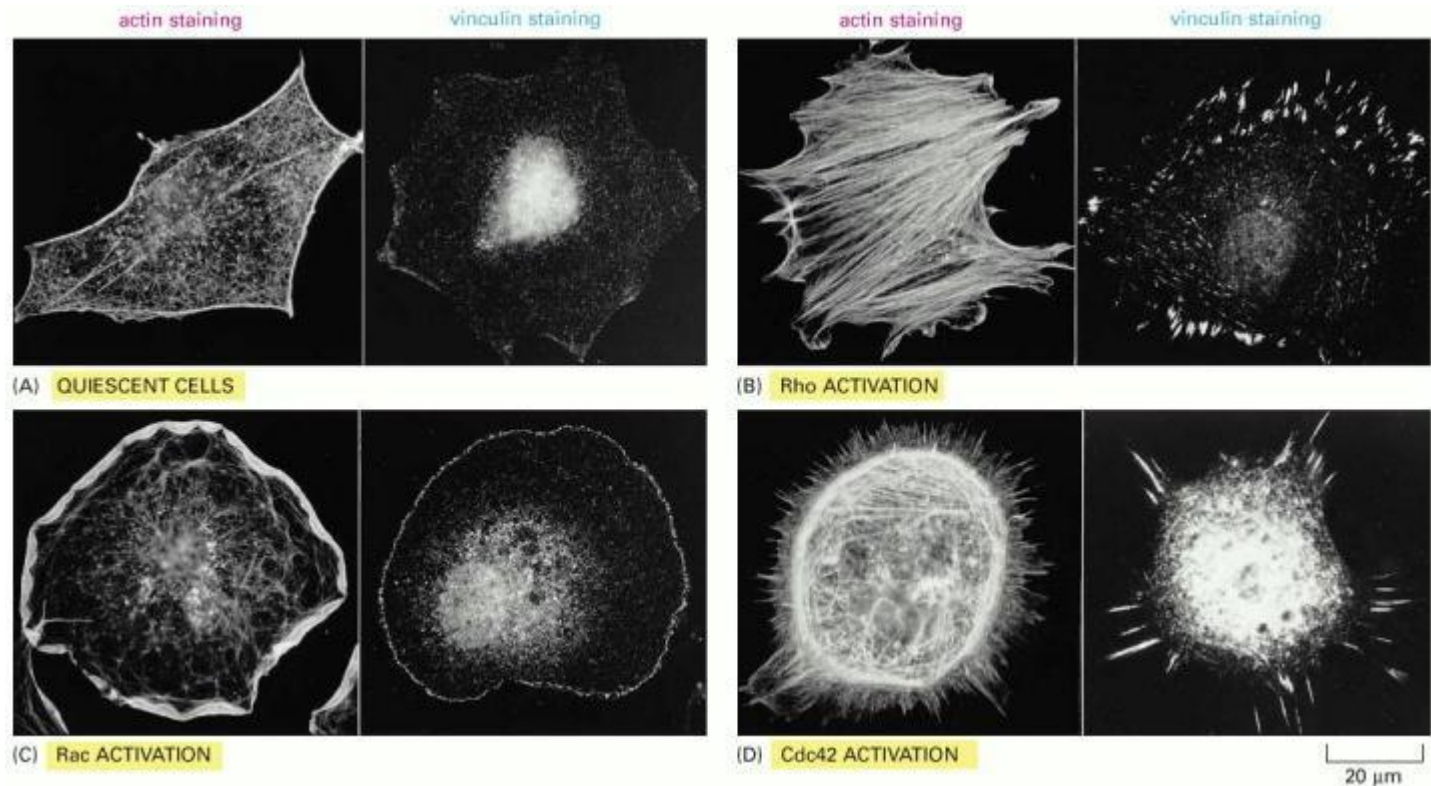 actin staining
vinculin staining
actin staining
vinculin staining
(A) QUIESCENT CELLS
(B) Rho ACTIVATION
(C) Rac ACTIVATION
(D) Cdc42 ACTIVATION
20 μm